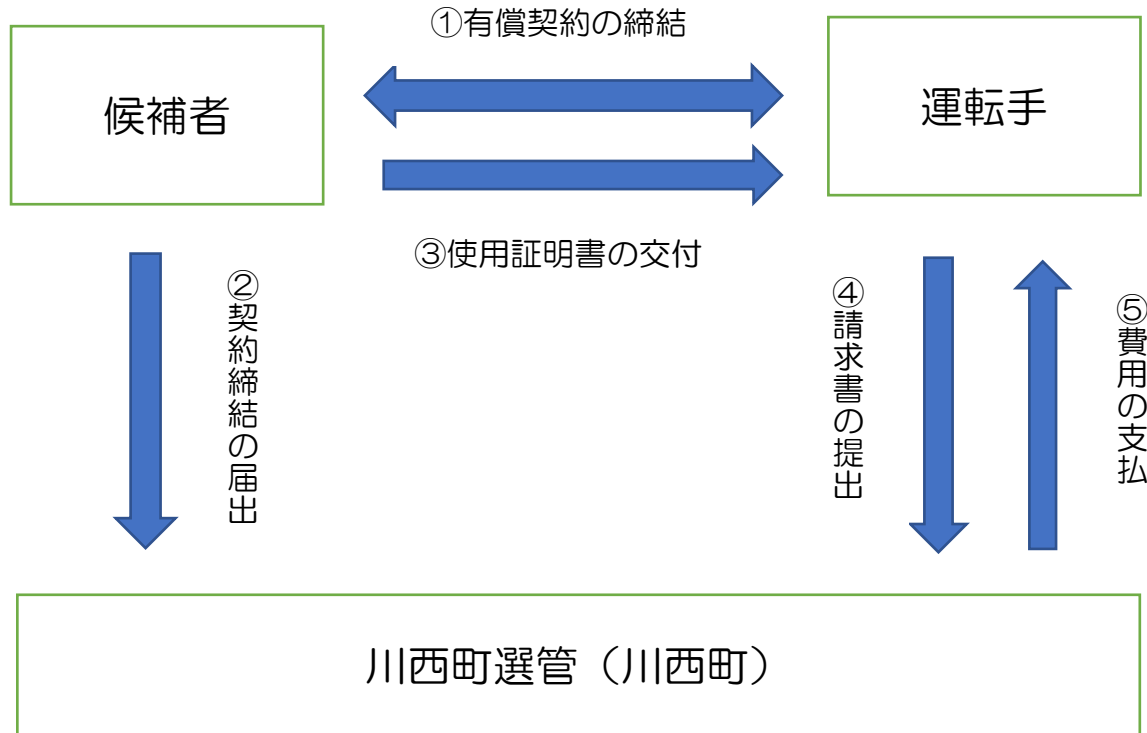 ①有償契約の締結
候補者
運転手
③使用証明書の交付
②契約締結の届出
④請求書の提出
⑤費用の支払
川西町選管（川西町）